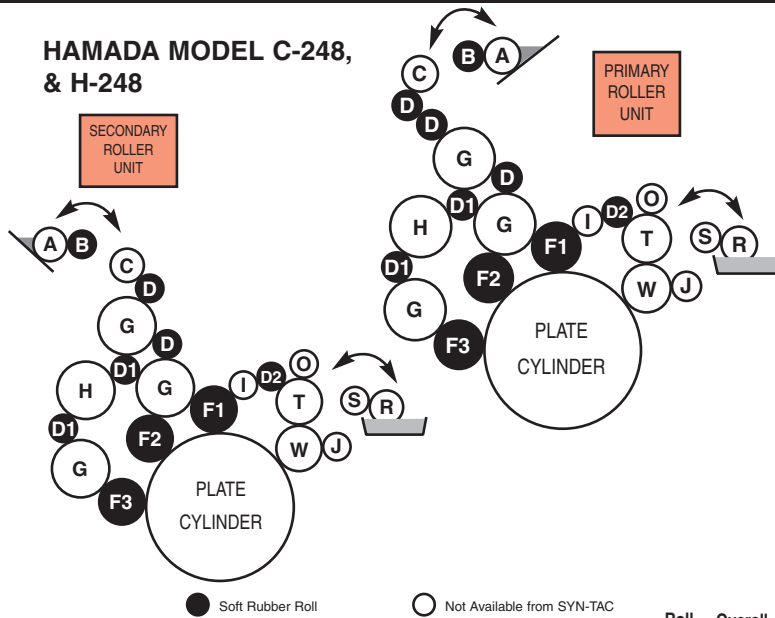 HAMADA MODEL C-248,
& H-248
PRIMARY
ROLLER
UNIT
SECONDARY
ROLLER
UNIT
B A
C
D
D
G
D
D1
G
H
D1
G
F1
F2
F3
I
D2
O
T
S
R
W
J
PLATE
CYLINDER
A B
C
D
G
D
D1
G
H
D1
G
F1
F2
F3
I
D2
O
T
S
R
W
J
PLATE
CYLINDER
Soft Rubber Roll
Not Available from SYN-TAC
Roll Overall